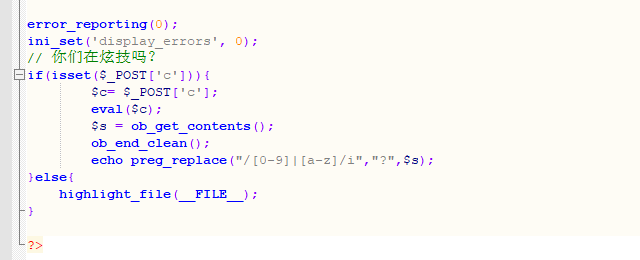 error_reporting(0);
ini_set('display_errors', 0);
// 你们在炫技吗？
if(isset($_POST['c'])){
        $c= $_POST['c'];
        eval($c);
        $s = ob_get_contents();
        ob_end_clean();
        echo preg_replace("/[0-9]|[a-z]/i","?",$s);
}else{
    highlight_file(__FILE__);
}
?>